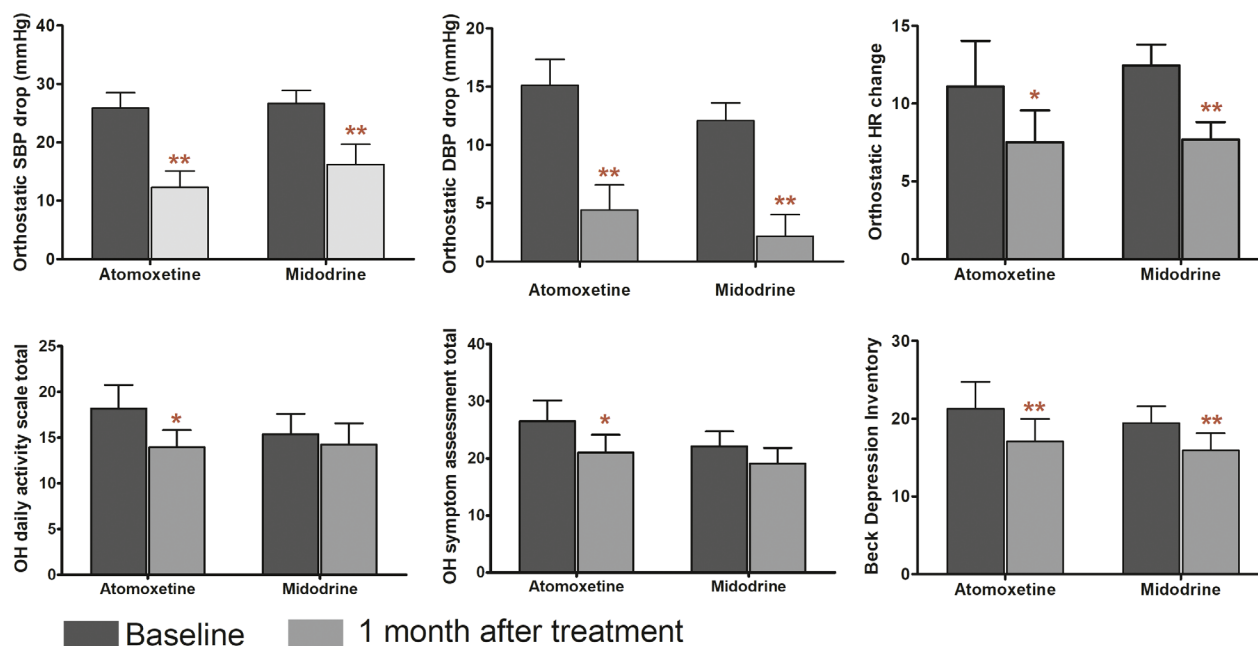 Orthostatic SBP drop (mmHg)
40
30
20
10
0
**
**
Atomoxetine
Midodrine
Orthostatic DBP drop (mmHg)
20
15
10
5
0
**
**
Atomoxetine
Midodrine
Orthostatic HR change
15
10
5
0
*
**
Atomoxetine
Midodrine
OH daily activity scale total
25
20
15
10
5
0
*
Atomoxetine
Midodrine
OH symptom assessment total
40
30
20
10
0
*
Atomoxetine
Midodrine
Beck Depression Inventory
30
20
10
0
**
**
Atomoxetine
Midodrine
Baseline
1 month after treatment